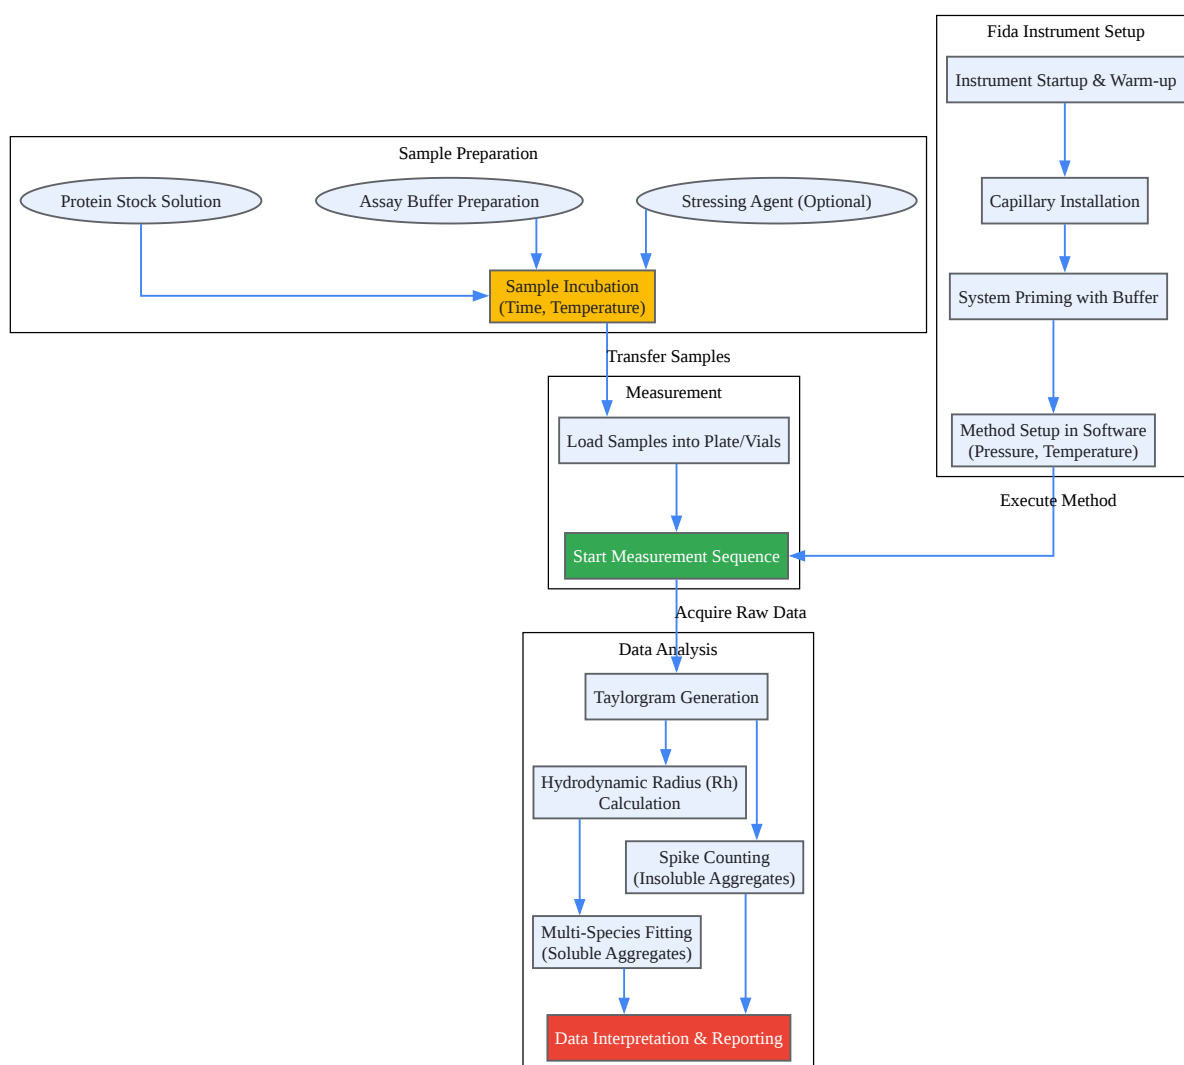 Fida Instrument Setup
Instrument Startup & Warm-up
Capillary Installation
System Priming with Buffer
Method Setup in Software
(Pressure, Temperature)
Execute Method
Sample Preparation
Protein Stock Solution
Assay Buffer Preparation
Stressing Agent (Optional)
Sample Incubation
(Time, Temperature)
Transfer Samples
Measurement
Load Samples into Plate/Vials
Start Measurement Sequence
Acquire Raw Data
Data Analysis
Taylorgram Generation
Hydrodynamic Radius (Rh)
Calculation
Spike Counting
(Insoluble Aggregates)
Multi-Species Fitting
(Soluble Aggregates)
Data Interpretation & Reporting